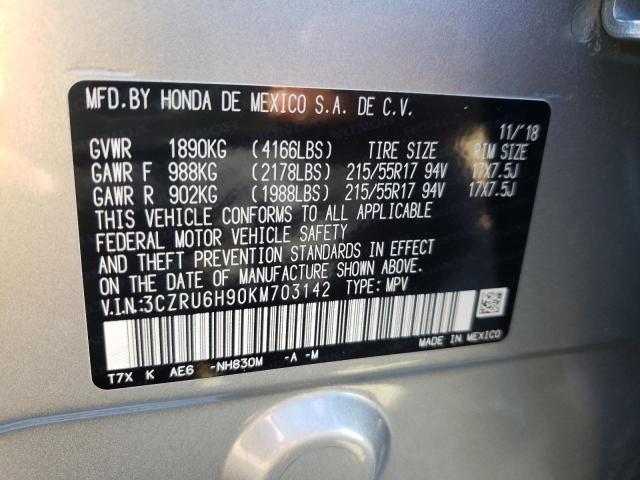 MFD.BY HONDA DE MEXICO S.A. DE C.V.
11/'18
GVWR 1890KG (4166LBS) TIRE SIZE RIM SIZE
GAWR F 988KG (2178LBS) 215/55R17 94V 17X7.5J
GAWR R 902KG (1988LBS) 215/55R17 94V 17X7.5J
THIS VEHICLE CONFORMS TO ALL APPLICABLE
FEDERAL MOTOR VEHICLE SAFETY
AND THEFT PREVENTION STANDARDS IN EFFECT
ON THE DATE OF MANUFACTURE SHOWN ABOVE.
V.I.N.:3CZRU6H90KM703142 TYPE: MPV
MADE IN MEXICO
T7X K AE6 -NH830M -A -M